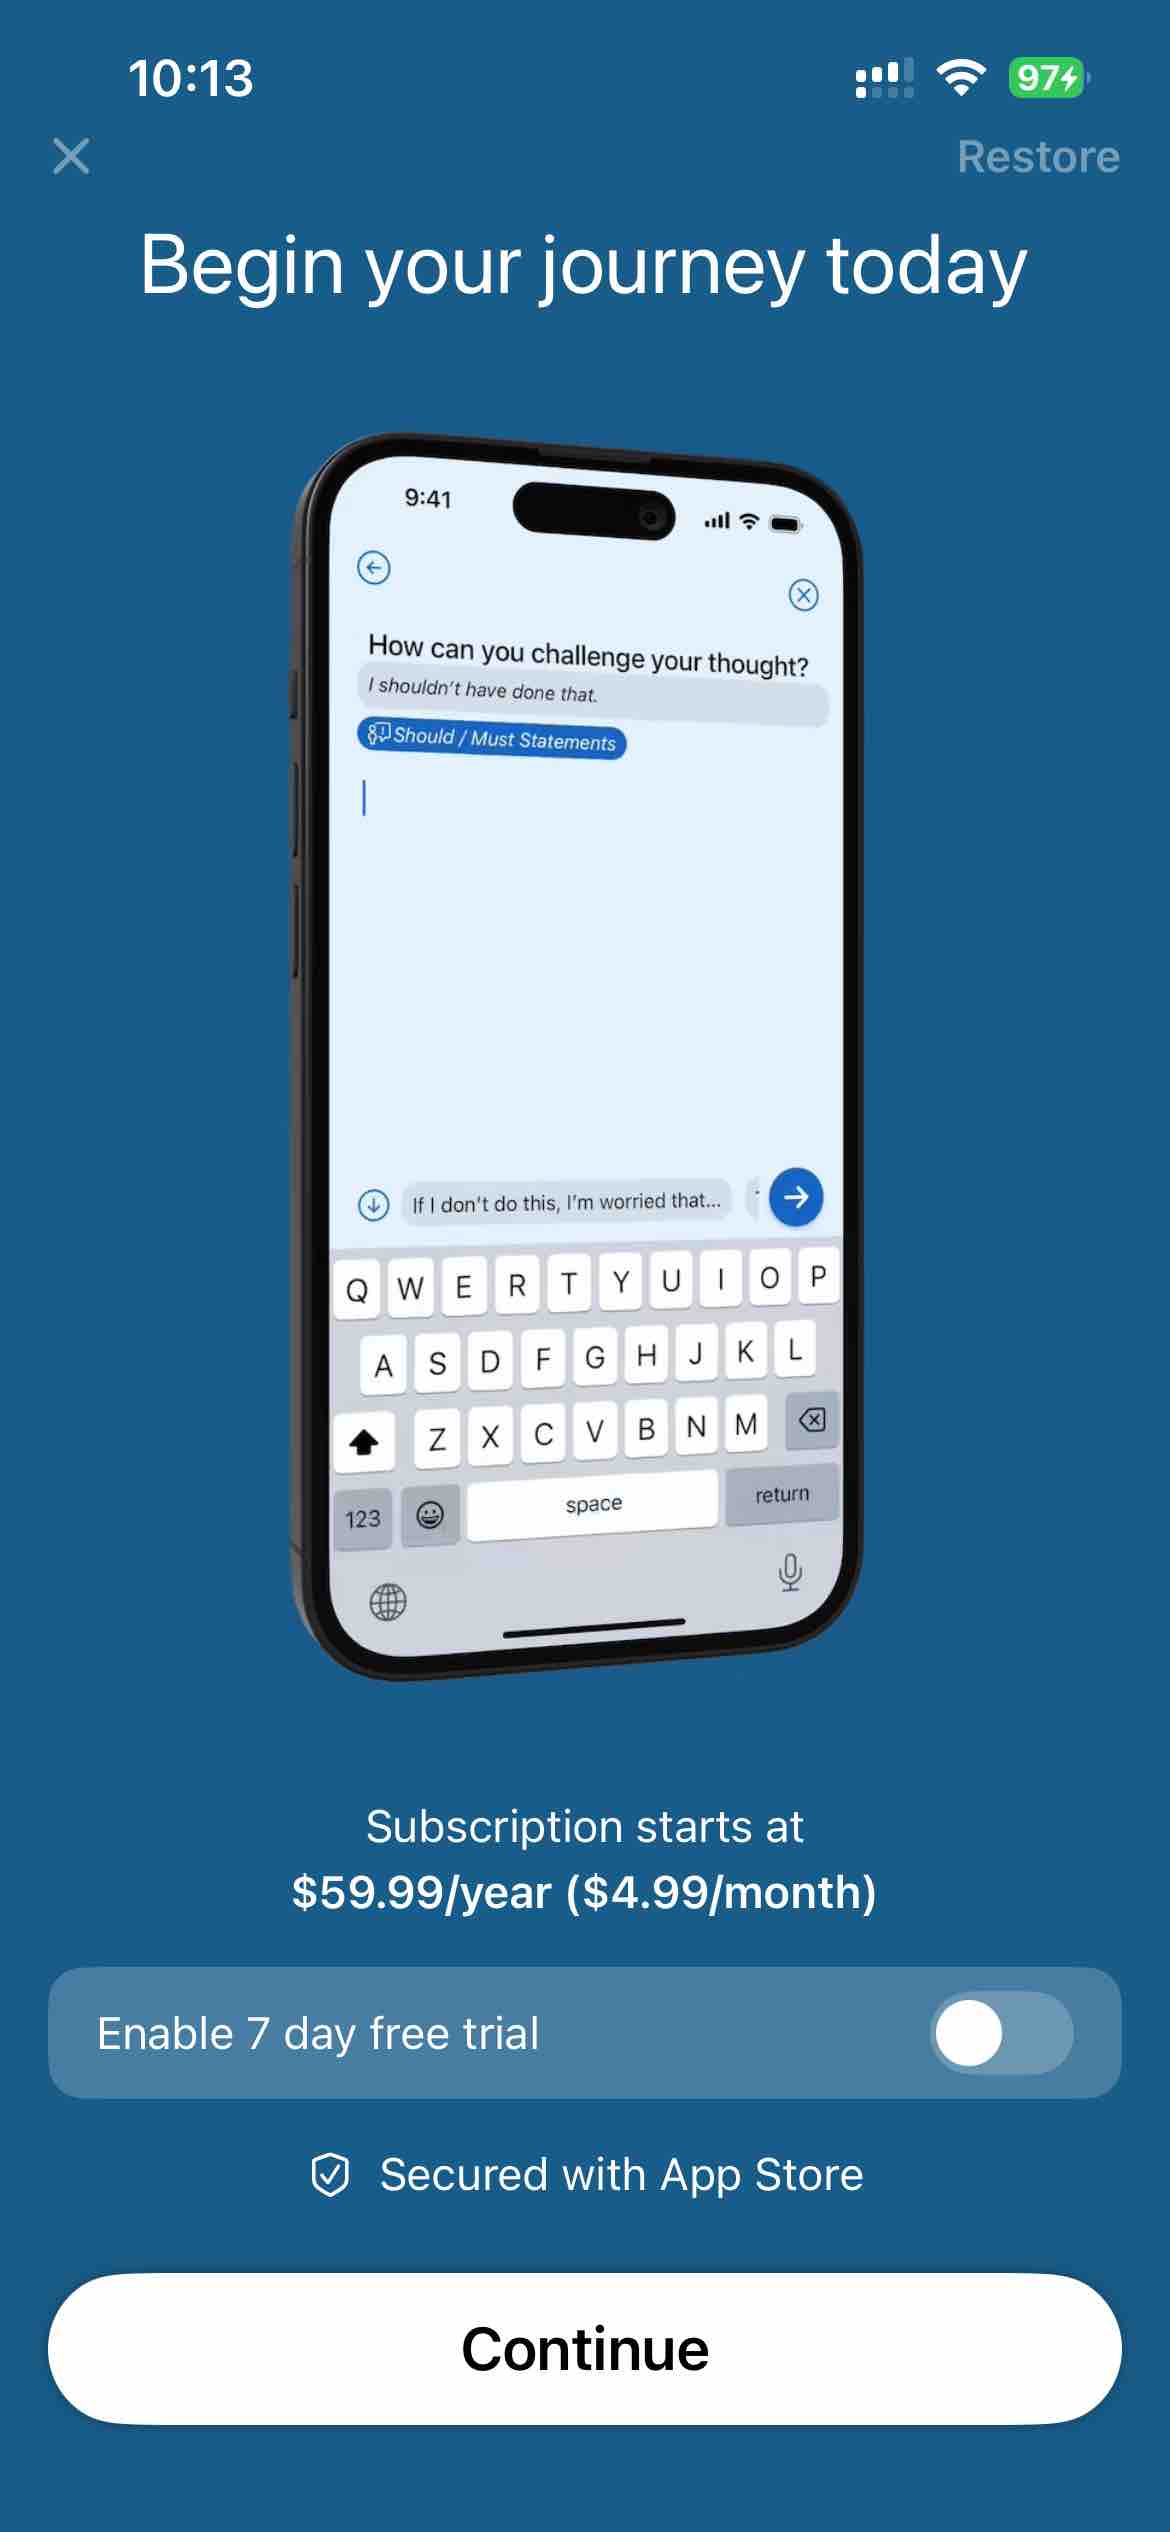 10:13
97
Restore
Begin your journey today
9:41
How can you challenge your thought?
I shouldn't have done that.
Should / Must Statements
If I don't do this, I'm worried that...
Q W E R T Y U I O P
A S D F G H J K L
Z X C V B N M
123 space return
Subscription starts at
$59.99/year ($4.99/month)
Enable 7 day free trial
Secured with App Store
Continue